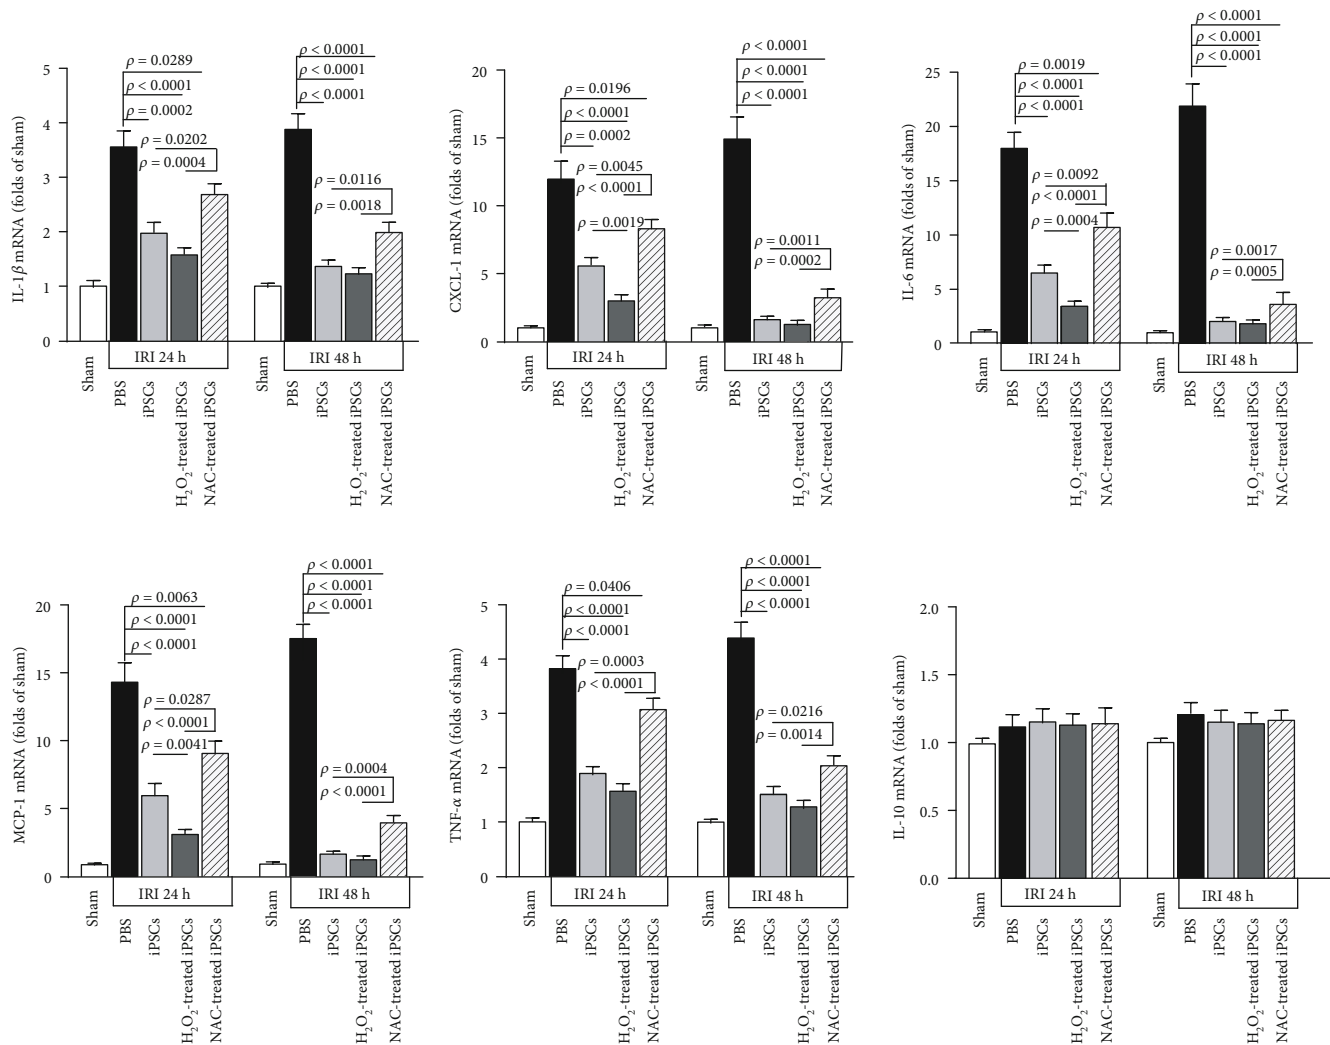 IL-1β mRNA (folds of sham)
5
4
3
2
1
0
ρ = 0.0289
ρ < 0.0001
ρ = 0.0002
ρ = 0.0202
ρ = 0.0004
ρ < 0.0001
ρ < 0.0001
ρ < 0.0001
ρ = 0.0116
ρ = 0.0018
IRI 24 h
IRI 48 h
Sham
PBS
iPSCs
H₂O₂-treated iPSCs
NAC-treated iPSCs
Sham
PBS
iPSCs
H₂O₂-treated iPSCs
NAC-treated iPSCs
CXCL-1 mRNA (folds of sham)
20
15
10
5
0
ρ = 0.0196
ρ < 0.0001
ρ = 0.0002
ρ = 0.0045
ρ < 0.0001
ρ = 0.0019
ρ < 0.0001
ρ < 0.0001
ρ < 0.0001
ρ = 0.0011
ρ = 0.0002
IRI 24 h
IRI 48 h
Sham
PBS
iPSCs
H₂O₂-treated iPSCs
NAC-treated iPSCs
Sham
PBS
iPSCs
H₂O₂-treated iPSCs
NAC-treated iPSCs
IL-6 mRNA (folds of sham)
25
20
15
10
5
0
ρ = 0.0019
ρ < 0.0001
ρ < 0.0001
ρ = 0.0092
ρ < 0.0001
ρ = 0.0004
ρ < 0.0001
ρ < 0.0001
ρ < 0.0001
ρ = 0.0017
ρ = 0.0005
IRI 24 h
IRI 48 h
Sham
PBS
iPSCs
H₂O₂-treated iPSCs
NAC-treated iPSCs
Sham
PBS
iPSCs
H₂O₂-treated iPSCs
NAC-treated iPSCs
MCP-1 mRNA (folds of sham)
20
15
10
5
0
ρ = 0.0063
ρ < 0.0001
ρ < 0.0001
ρ = 0.0287
ρ < 0.0001
ρ = 0.0041
ρ < 0.0001
ρ < 0.0001
ρ < 0.0001
ρ = 0.0004
ρ < 0.0001
IRI 24 h
IRI 48 h
Sham
PBS
iPSCs
H₂O₂-treated iPSCs
NAC-treated iPSCs
Sham
PBS
iPSCs
H₂O₂-treated iPSCs
NAC-treated iPSCs
TNF-α mRNA (folds of sham)
5
4
3
2
1
0
ρ = 0.0406
ρ < 0.0001
ρ < 0.0001
ρ = 0.0003
ρ < 0.0001
ρ < 0.0001
ρ < 0.0001
ρ < 0.0001
ρ = 0.0216
ρ = 0.0014
IRI 24 h
IRI 48 h
Sham
PBS
iPSCs
H₂O₂-treated iPSCs
NAC-treated iPSCs
Sham
PBS
iPSCs
H₂O₂-treated iPSCs
NAC-treated iPSCs
IL-10 mRNA (folds of sham)
2.0
1.5
1.0
0.5
0.0
IRI 24 h
IRI 48 h
Sham
PBS
iPSCs
H₂O₂-treated iPSCs
NAC-treated iPSCs
Sham
PBS
iPSCs
H₂O₂-treated iPSCs
NAC-treated iPSCs